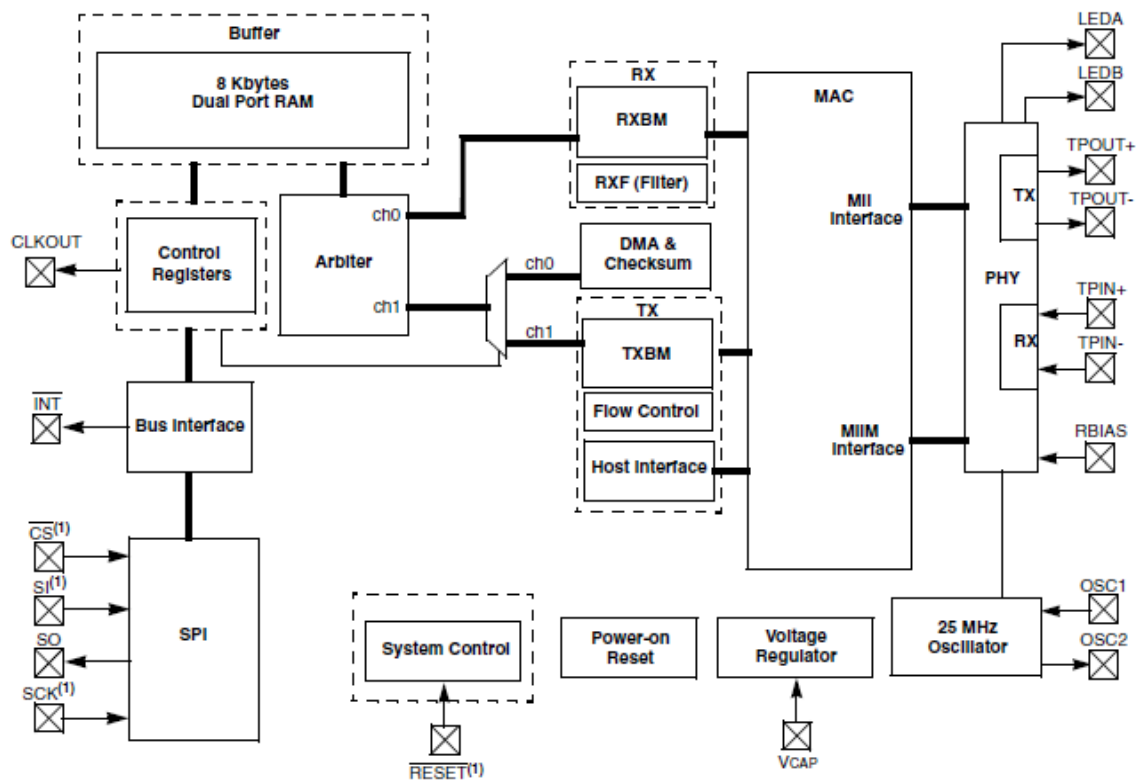 Buffer
8 Kbytes
Dual Port RAM
CLKOUT
Control
Registers
ch0
Arbiter
ch1
INT
Bus Interface
CS(1)
SI(1)
SO
SCK(1)
SPI
RX
RXBM
RXF (Filter)
ch0
DMA &
Checksum
ch1
TX
TXBM
Flow Control
Host Interface
MAC
MII
Interface
MIIM
Interface
PHY
TX
RX
LEDA
LEDB
TPOUT+
TPOUT-
TPIN+
TPIN-
RBIAS
System Control
RESET(1)
Power-on
Reset
Voltage
Regulator
VCAP
25 MHz
Oscillator
OSC1
OSC2